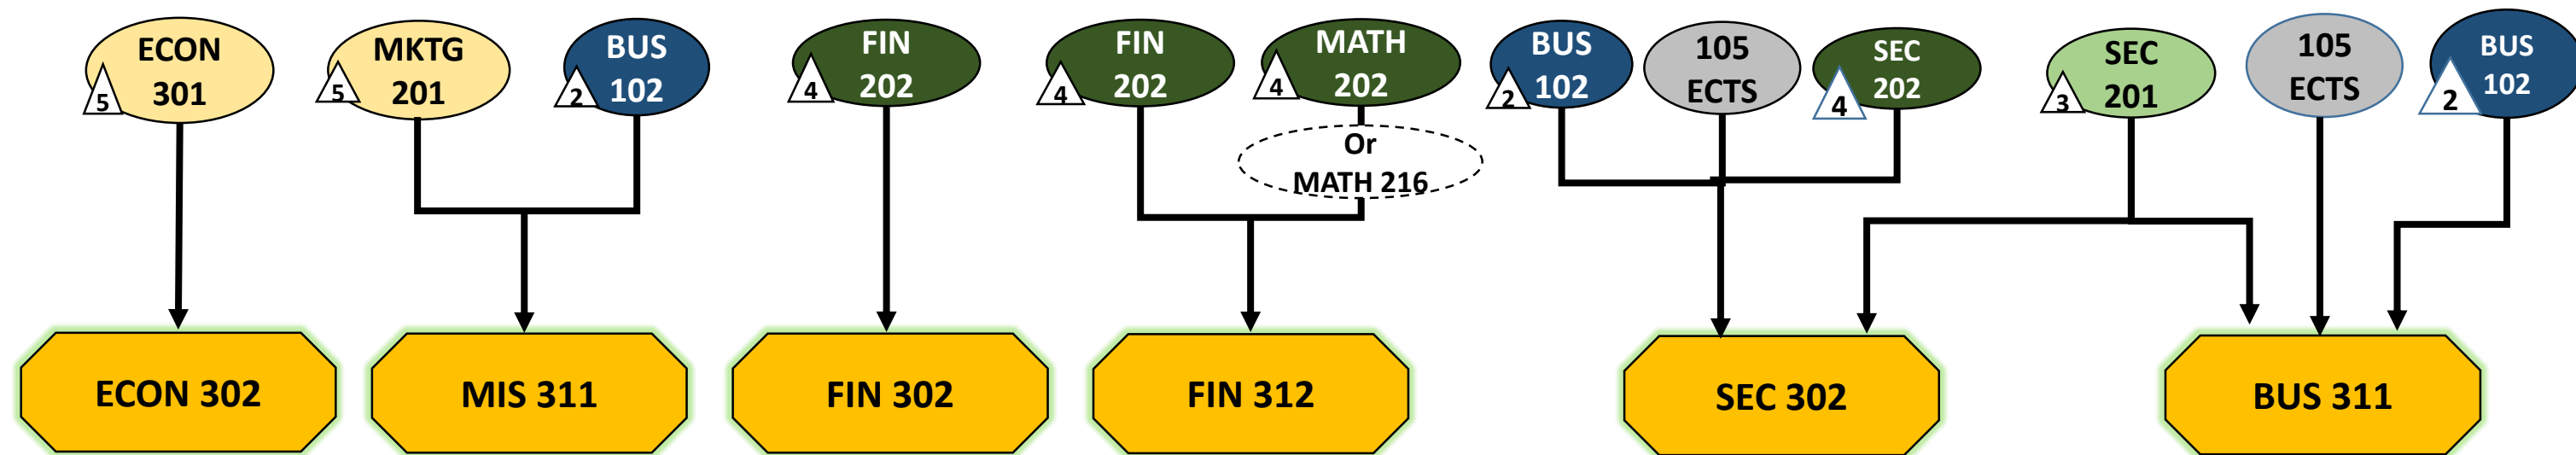 ECON
301
5
MKTG
201
5
BUS
102
2
FIN
202
4
FIN
202
4
MATH
202
4
Or
MATH 216
BUS
102
2
105
ECTS
SEC
202
4
SEC
201
3
105
ECTS
BUS
102
2
ECON 302
MIS 311
FIN 302
FIN 312
SEC 302
BUS 311